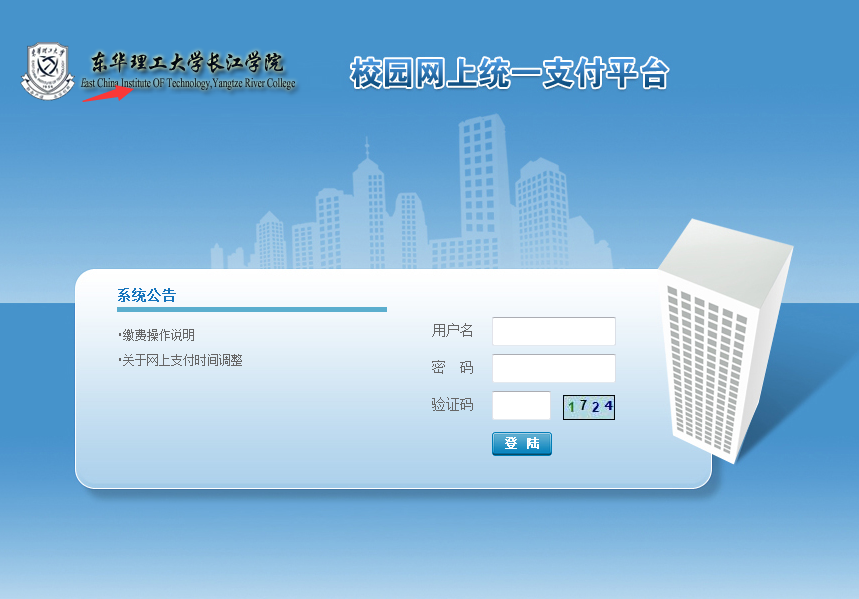 东华理工大学长江学院
East China Institute OF Technology,Yangtze River College
校园网上统一支付平台
系统公告
·缴费操作说明
·关于网上支付时间调整
用户名
密 码
验证码 1724
登 陆